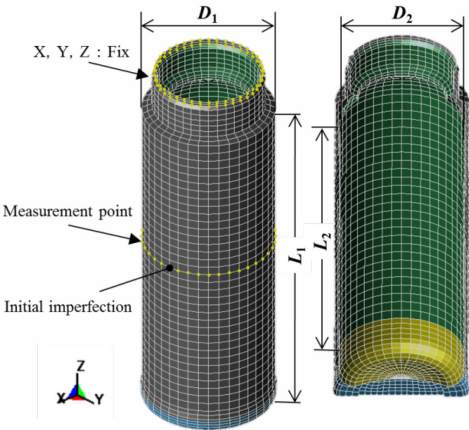 D1
D2
X, Y, Z : Fix
Measurement point
L1
L2
Initial imperfection
Z
X
Y